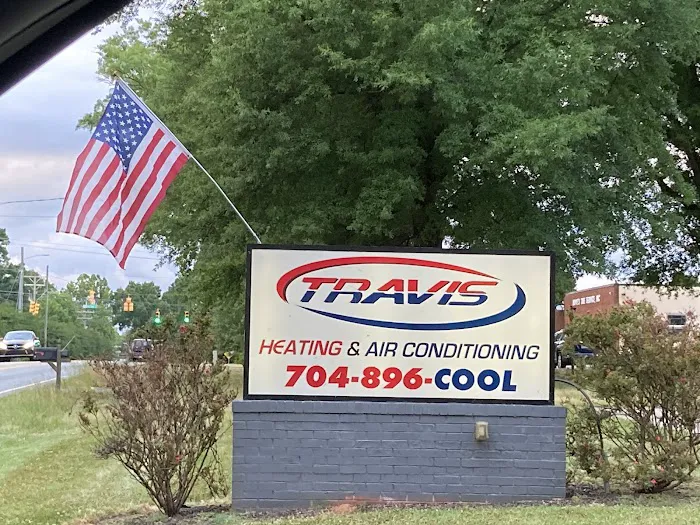 TRAVIS
HEATING & AIR CONDITIONING
704-896-COOL